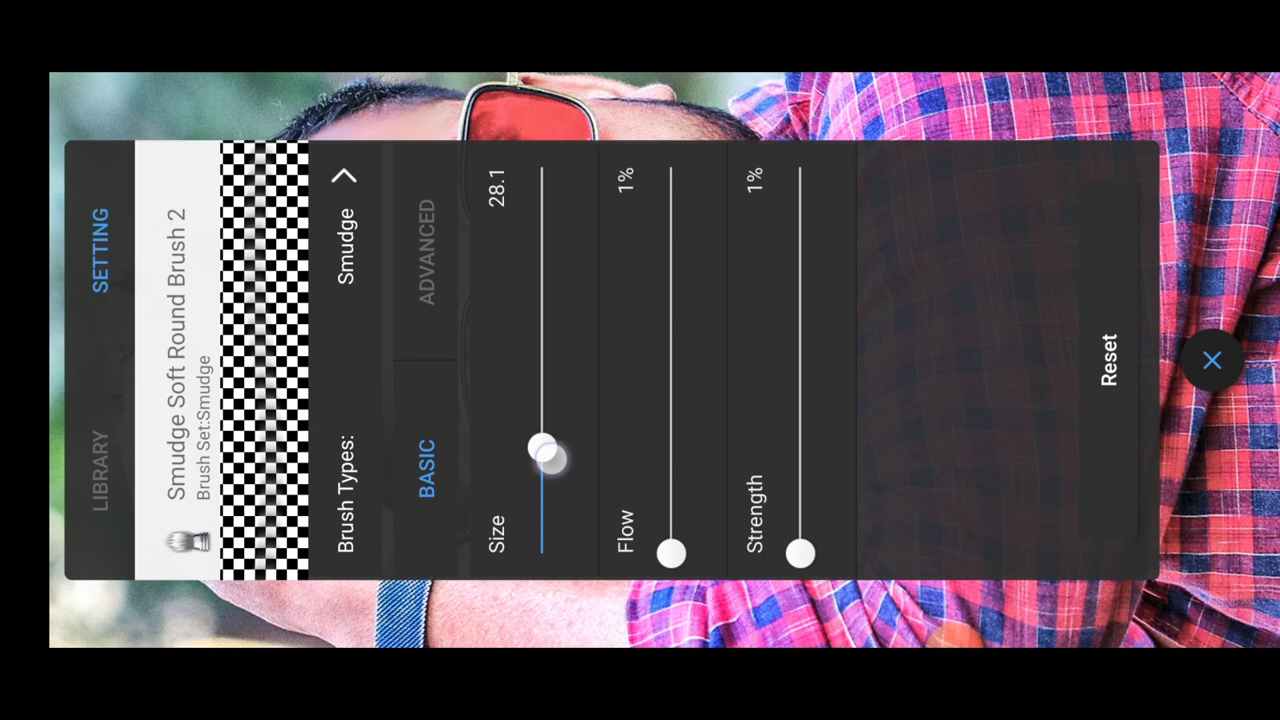 LIBRARY SETTING
Smudge Soft Round Brush 2
Brush Set:Smudge
Brush Types: Smudge
BASIC ADVANCED
Size 28.1
Flow 1%
Strength 1%
Reset